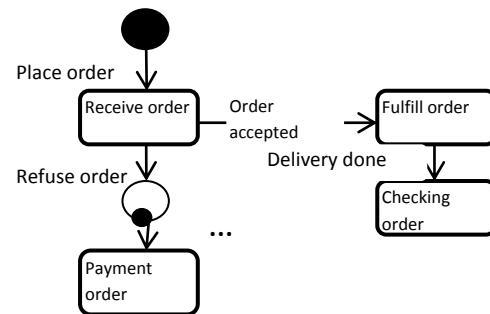 Place order
Receive order
Order
accepted
Fulfill order
Delivery done
Refuse order
Checking
order
...
Payment
order